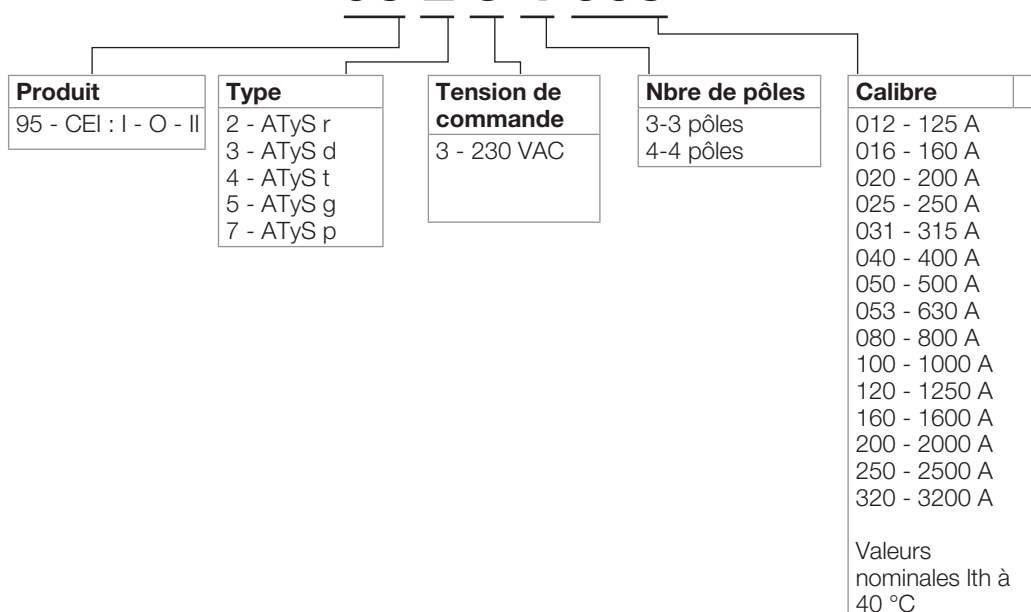 Produit
95 - CEI : I - O - II
Type
2 - ATyS r
3 - ATyS d
4 - ATyS t
5 - ATyS g
7 - ATyS p
Tension de
commande
3 - 230 VAC
Nbre de pôles
3-3 pôles
4-4 pôles
Calibre
012 - 125 A
016 - 160 A
020 - 200 A
025 - 250 A
031 - 315 A
040 - 400 A
050 - 500 A
053 - 630 A
080 - 800 A
100 - 1000 A
120 - 1250 A
160 - 1600 A
200 - 2000 A
250 - 2500 A
320 - 3200 A
Valeurs
nominales Ith à
40 °C